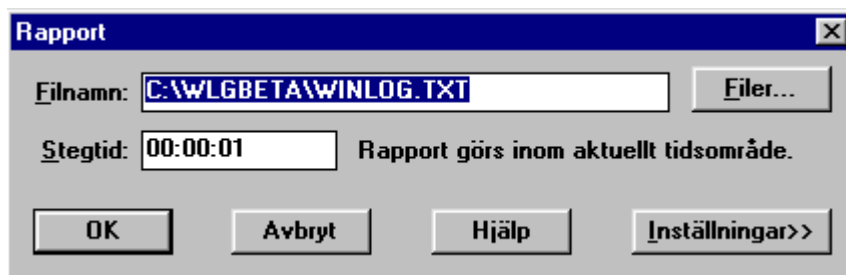 Rapport
Filnamn: C:\WLGBETA\WINLOG.TXT Filer...
Stegtid: 00:00:01 Rapport görs inom aktuellt tidsområde.
OK Avbryt Hjälp Inställningar>>